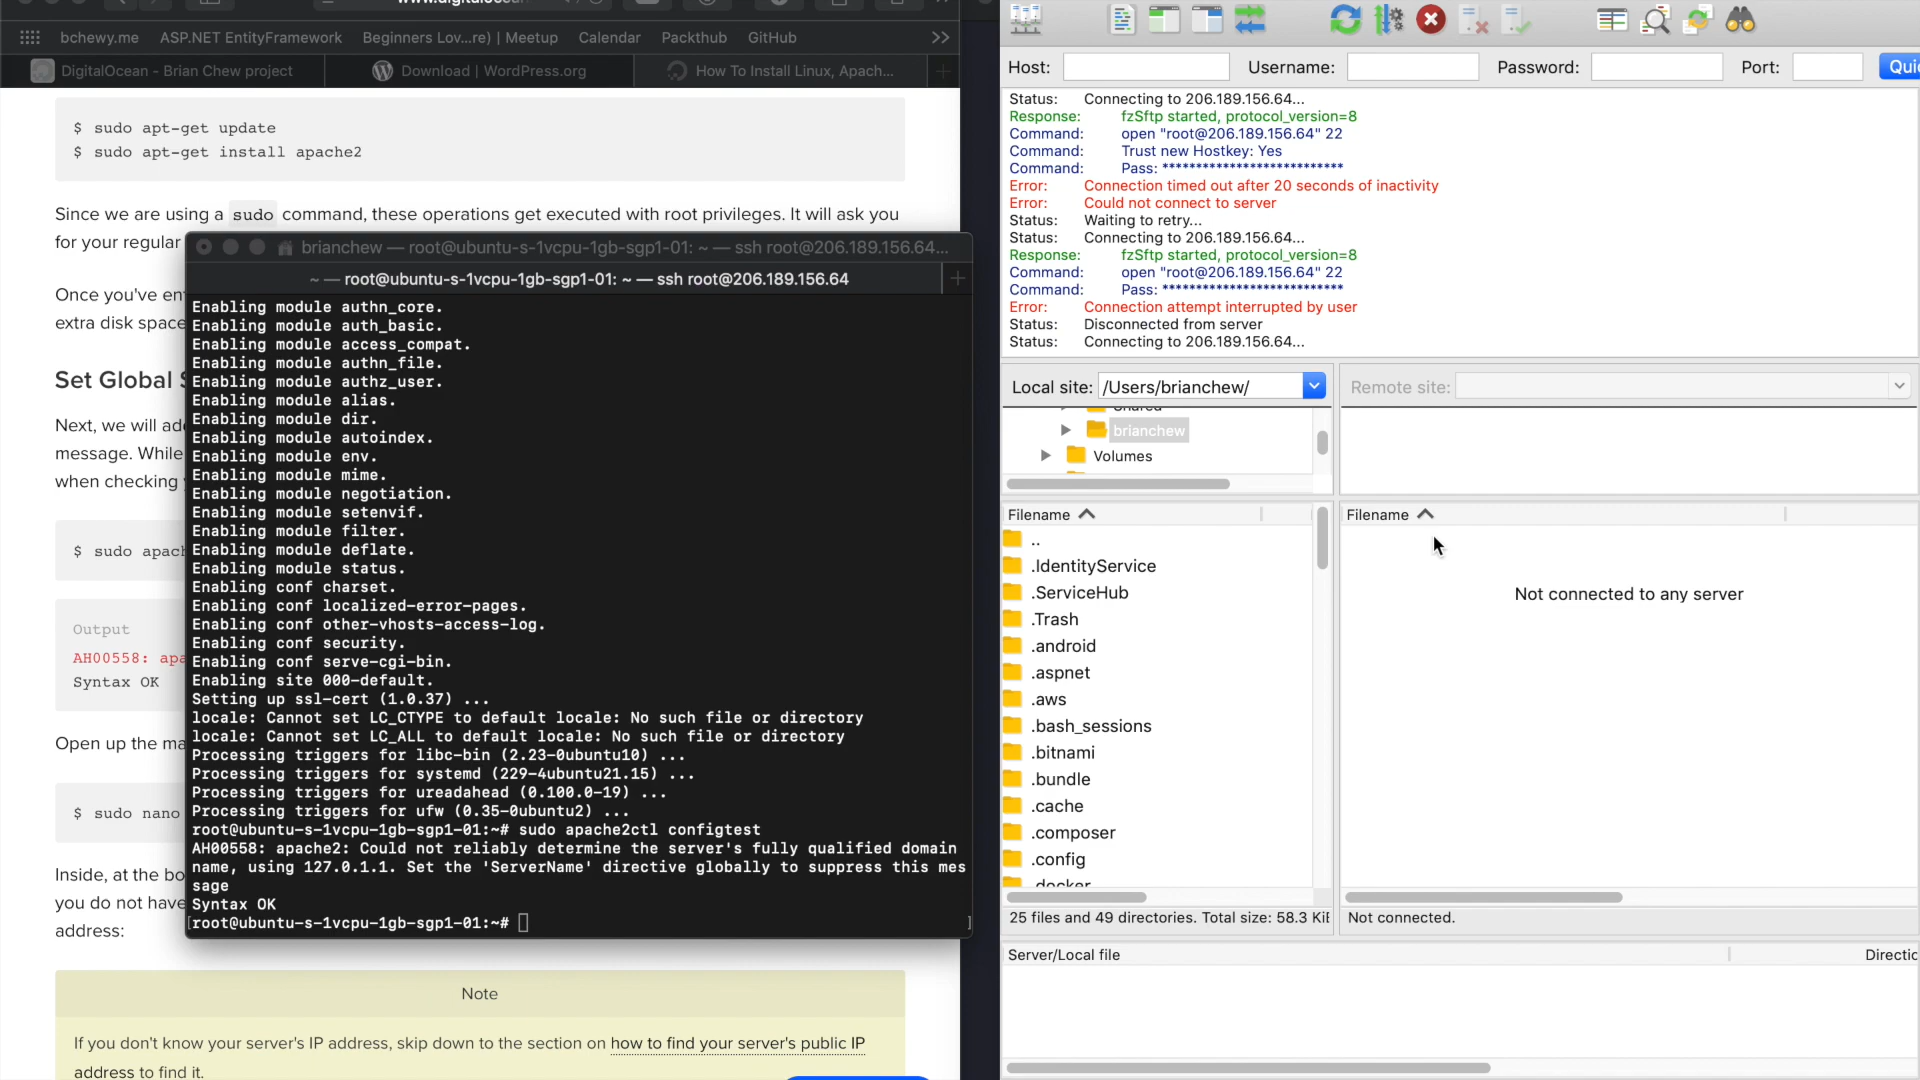 www.digitalocean
bchewy.me ASP.NET EntityFramework Beginners Lov...re) | Meetup Calendar Packthub GitHub
DigitalOcean - Brian Chew project Download | WordPress.org How To Install Linux, Apach...
$ sudo apt-get update
$ sudo apt-get install apache2
Since we are using a sudo command, these operations get executed with root privileges. It will ask you
for your regular
Once you've en
extra disk space
Set Global S
Next, we will ad
message. While
when checking
$ sudo apac
Output
AH00558: apa
Syntax OK
Open up the ma
$ sudo nano
Inside, at the bo
you do not have
address:
Note
If you don't know your server's IP address, skip down to the section on how to find your server's public IP
address to find it.
brianchew — root@ubuntu-s-1vcpu-1gb-sgp1-01: ~ — ssh root@206.189.156.64...
~ — root@ubuntu-s-1vcpu-1gb-sgp1-01: ~ — ssh root@206.189.156.64
Enabling module authn_core.
Enabling module auth_basic.
Enabling module access_compat.
Enabling module authn_file.
Enabling module authz_user.
Enabling module alias.
Enabling module dir.
Enabling module autoindex.
Enabling module env.
Enabling module mime.
Enabling module negotiation.
Enabling module setenvif.
Enabling module filter.
Enabling module deflate.
Enabling module status.
Enabling conf charset.
Enabling conf localized-error-pages.
Enabling conf other-vhosts-access-log.
Enabling conf security.
Enabling conf serve-cgi-bin.
Enabling site 000-default.
Setting up ssl-cert (1.0.37) ...
locale: Cannot set LC_CTYPE to default locale: No such file or directory
locale: Cannot set LC_ALL to default locale: No such file or directory
Processing triggers for libc-bin (2.23-0ubuntu10) ...
Processing triggers for systemd (229-4ubuntu21.15) ...
Processing triggers for ureadahead (0.100.0-19) ...
Processing triggers for ufw (0.35-0ubuntu2) ...
root@ubuntu-s-1vcpu-1gb-sgp1-01:~# sudo apache2ctl configtest
AH00558: apache2: Could not reliably determine the server's fully qualified domain
name, using 127.0.1.1. Set the 'ServerName' directive globally to suppress this mes
sage
Syntax OK
[root@ubuntu-s-1vcpu-1gb-sgp1-01:~# ]
Host: Username: Password: Port: Quic
Status: Connecting to 206.189.156.64...
Response: fzSftp started, protocol_version=8
Command: open "root@206.189.156.64" 22
Command: Trust new Hostkey: Yes
Command: Pass: ***************************
Error: Connection timed out after 20 seconds of inactivity
Error: Could not connect to server
Status: Waiting to retry...
Status: Connecting to 206.189.156.64...
Response: fzSftp started, protocol_version=8
Command: open "root@206.189.156.64" 22
Command: Pass: ***************************
Error: Connection attempt interrupted by user
Status: Disconnected from server
Status: Connecting to 206.189.156.64...
Local site: /Users/brianchew/ Remote site:
Shared
brianchew
Volumes
Filename
..
.IdentityService
.ServiceHub
.Trash
.android
.aspnet
.aws
.bash_sessions
.bitnami
.bundle
.cache
.composer
.config
.docker
25 files and 49 directories. Total size: 58.3 KiE
Filename
Not connected to any server
Not connected.
Server/Local file Directic